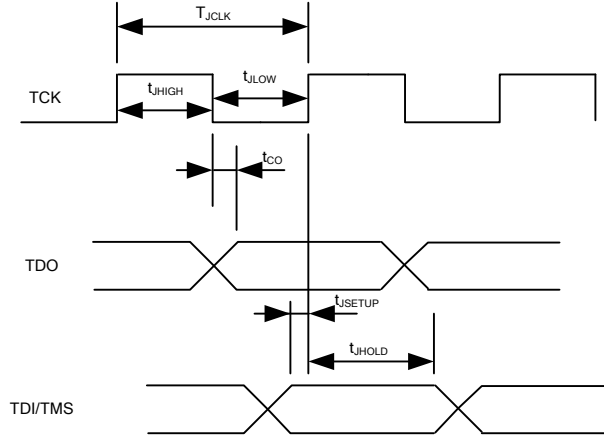 TJCLK
TCK
tJHIGH
tJLOW
tCO
TDO
tJSETUP
tJHOLD
TDI/TMS